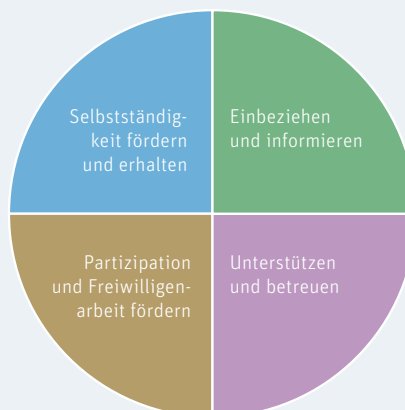 Selbstständig-
keit fördern
und erhalten
Einbeziehen
und informieren
Partizipation
und Freiwilligen-
arbeit fördern
Unterstützen
und betreuen